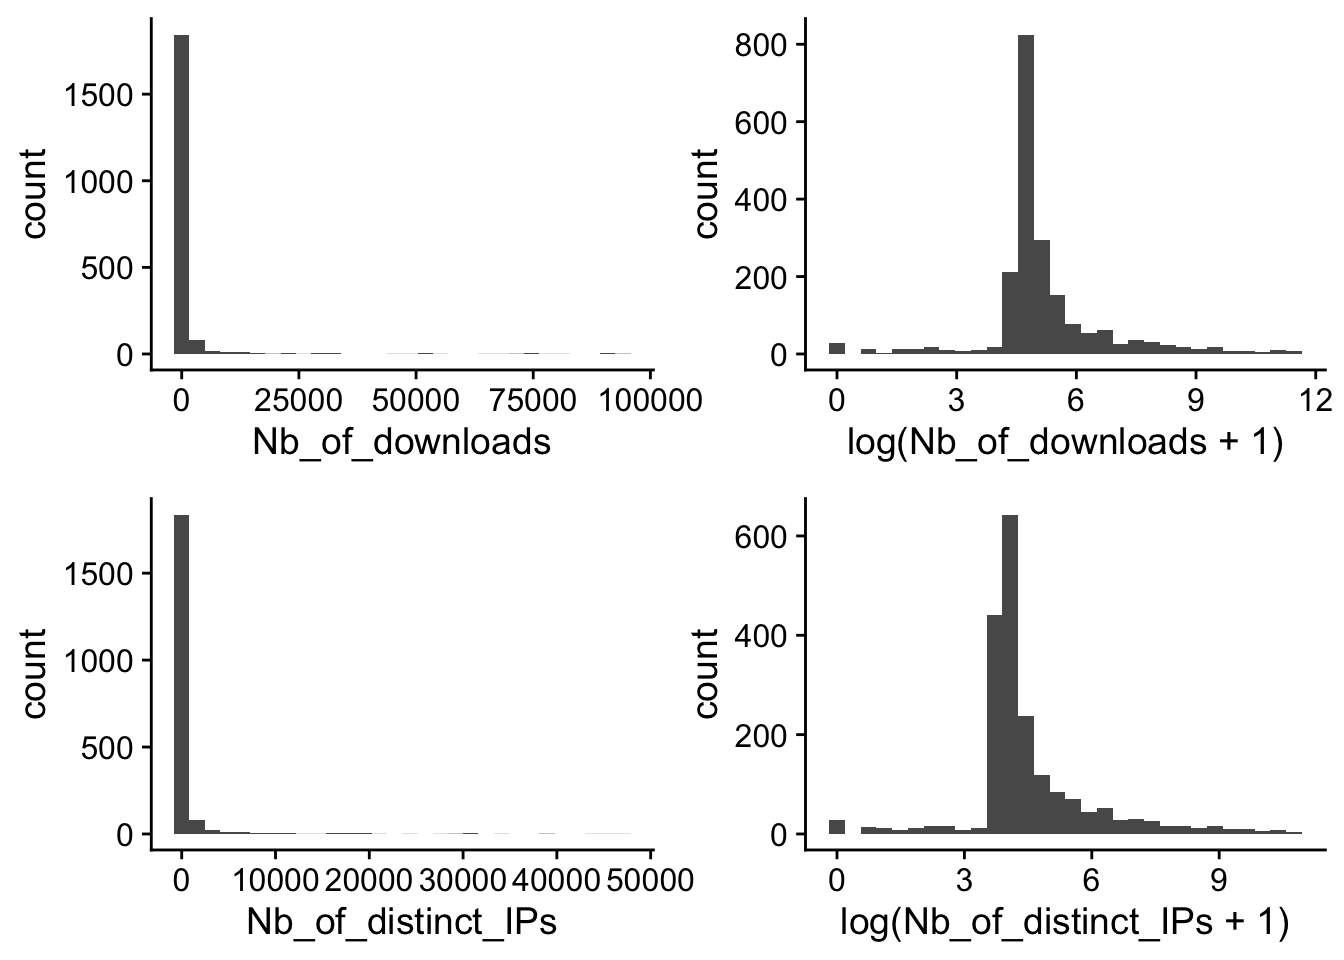 count
1500
1000
500
0
0 25000 50000 75000 100000
Nb_of_downloads
count
800
600
400
200
0
0 3 6 9 12
log(Nb_of_downloads + 1)
count
1500
1000
500
0
0 10000 20000 30000 40000 50000
Nb_of_distinct_IPs
count
600
400
200
0
0 3 6 9
log(Nb_of_distinct_IPs + 1)